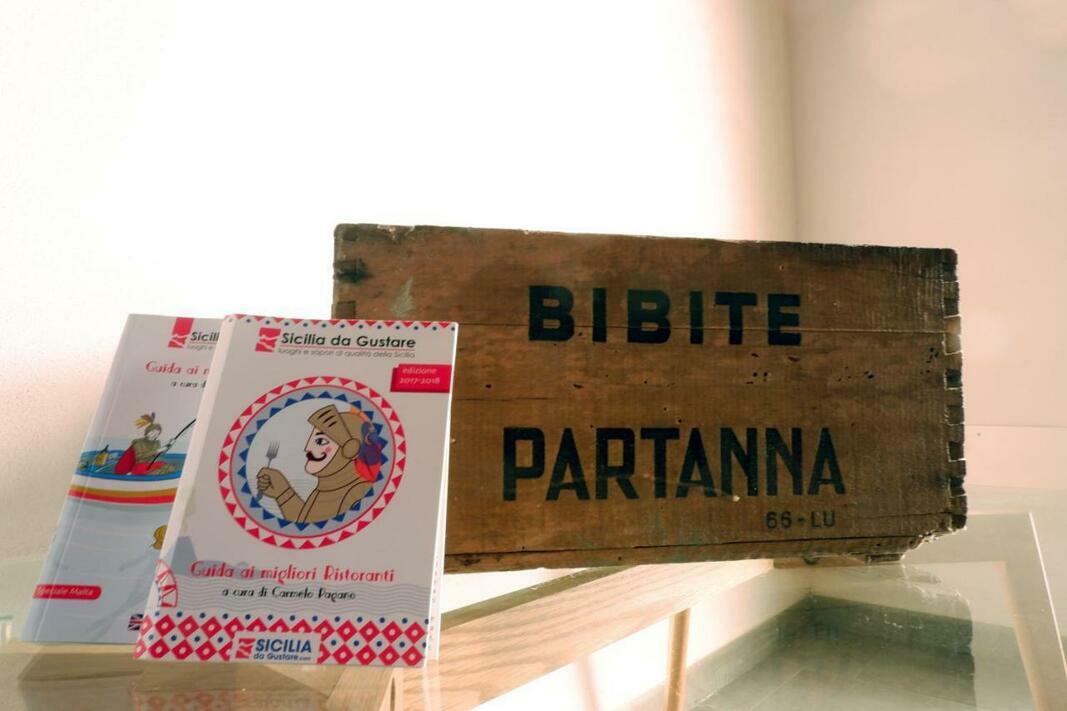 Sicili
Guida ai m
a cura d
Speciale Malta
Sicilia da Gustare
luoghi e sapori di qualità della Sicilia
edizione
2017-2018
Guida ai migliori Ristoranti
a cura di Carmelo Pagano
SICILIA
da Gustare.com
BIBITE
PARTANNA
66-LU